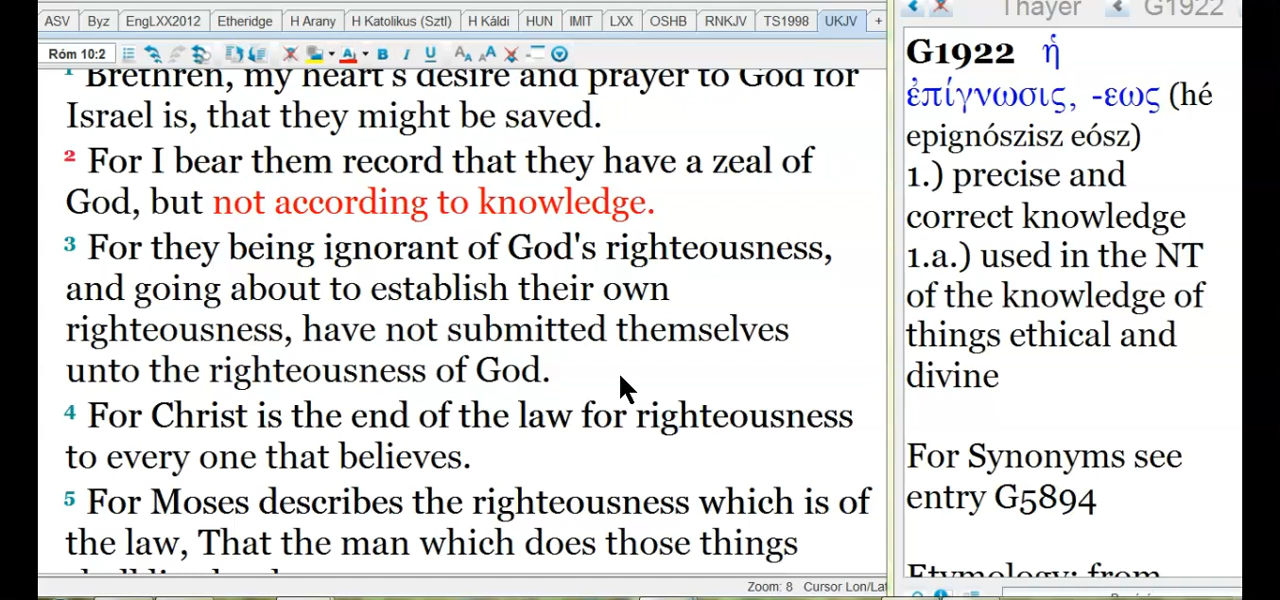 ASV Byz EngLXX2012 Etheridge H Arany H Katolikus (Sztl) H Káldi HUN IMIT LXX OSHB RNKJV TS1998 UKJV +
Thayer G1922
Róm 10:2
1 Brethren, my heart's desire and prayer to God for
Israel is, that they might be saved.
2 For I bear them record that they have a zeal of
God, but not according to knowledge.
3 For they being ignorant of God's righteousness,
and going about to establish their own
righteousness, have not submitted themselves
unto the righteousness of God.
4 For Christ is the end of the law for righteousness
to every one that believes.
5 For Moses describes the righteousness which is of
the law, That the man which does those things
Zoom: 8 Cursor Lon/Lat
G1922 ἡ
ἐπίγνωσις, -εως (hé
epignószisz eósz)
1.) precise and
correct knowledge
1.a.) used in the NT
of the knowledge of
things ethical and
divine
For Synonyms see
entry G5894
Etymology: from